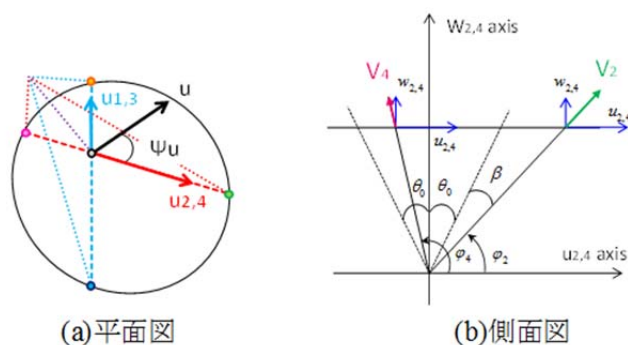 W2,4 axis
u
u1,3
Ψu
u2,4
V4
w2,4
w2,4
V2
u2,4
u2,4
θ0
θ0
β
φ4
φ2
u2,4 axis
(a)平面図
(b)側面図